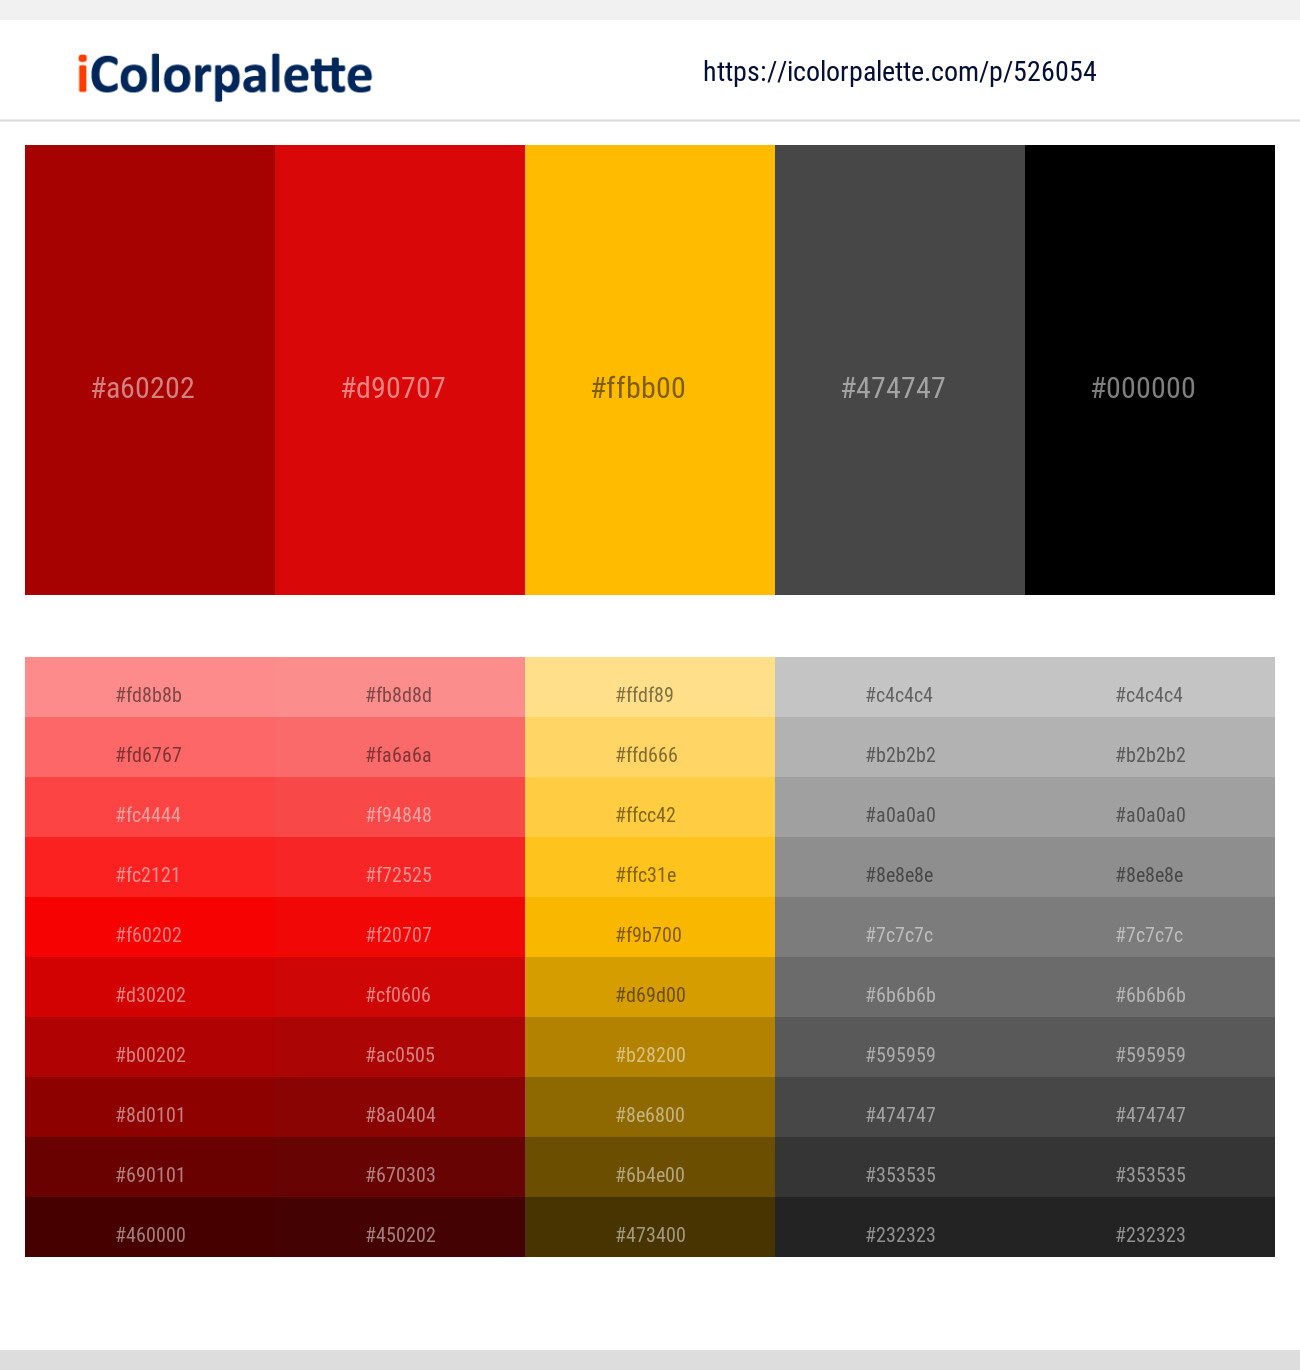 iColorpalette https://icolorpalette.com/p/526054
#a60202 #d90707 #ffbb00 #474747 #000000
#fd8b8b #fb8d8d #ffdf89 #c4c4c4 #c4c4c4
#fd6767 #fa6a6a #ffd666 #b2b2b2 #b2b2b2
#fc4444 #f94848 #ffcc42 #a0a0a0 #a0a0a0
#fc2121 #f72525 #ffc31e #8e8e8e #8e8e8e
#f60202 #f20707 #f9b700 #7c7c7c #7c7c7c
#d30202 #cf0606 #d69d00 #6b6b6b #6b6b6b
#b00202 #ac0505 #b28200 #595959 #595959
#8d0101 #8a0404 #8e6800 #474747 #474747
#690101 #670303 #6b4e00 #353535 #353535
#460000 #450202 #473400 #232323 #232323